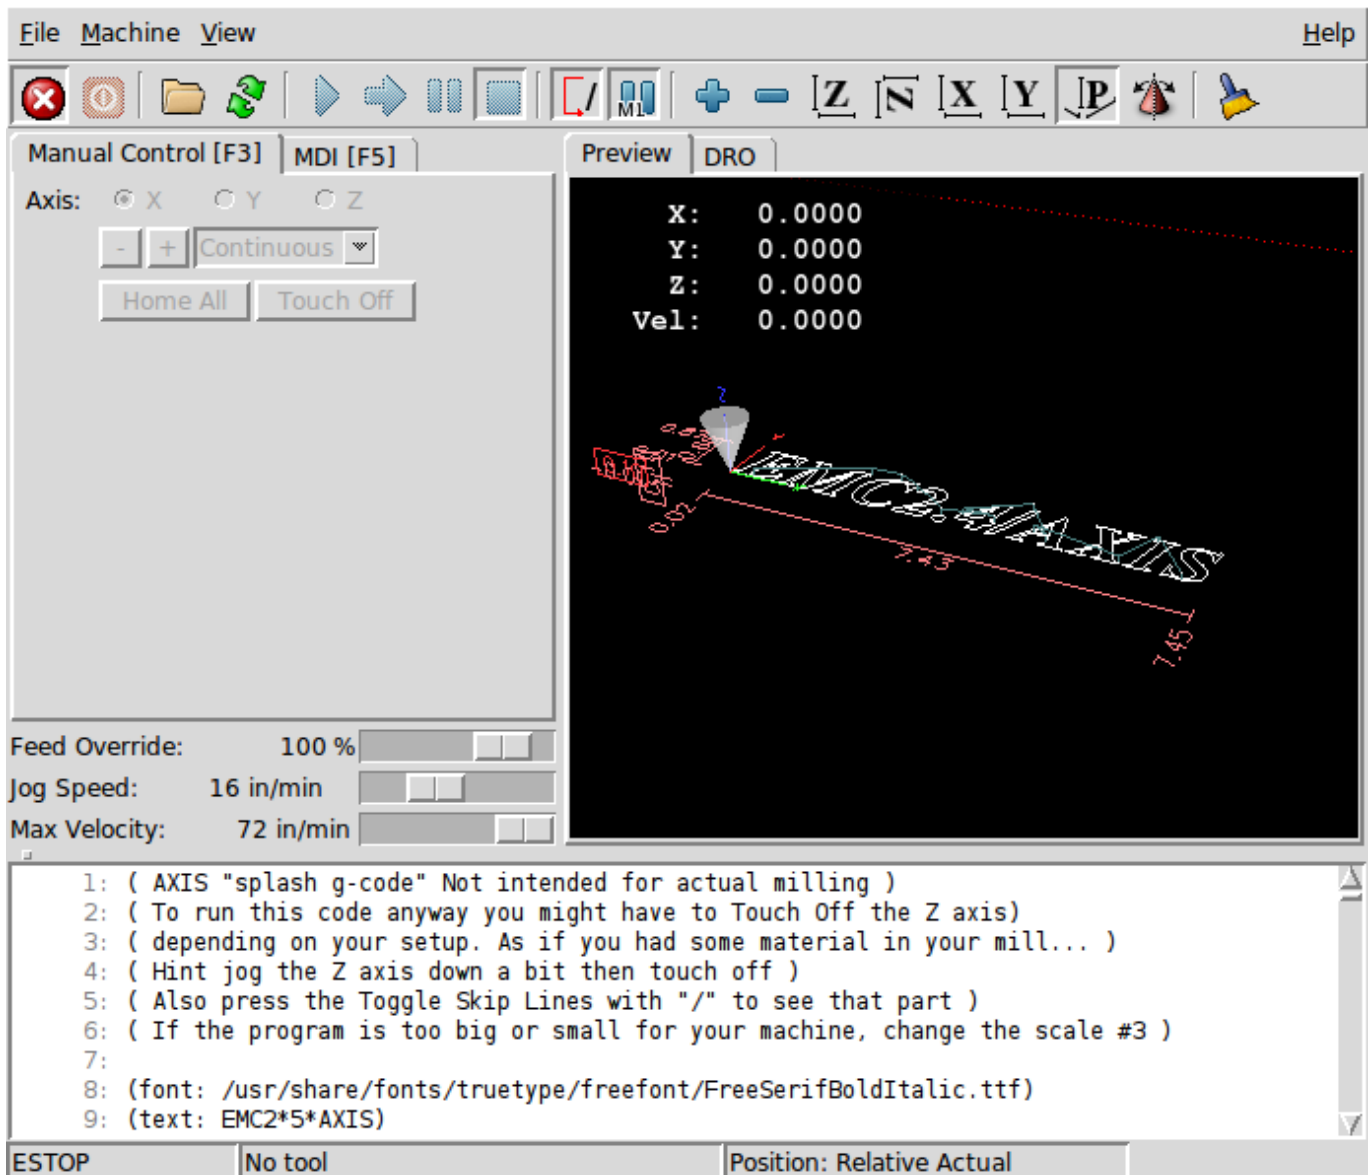 File Machine View Help
M1 Z N X Y P
Manual Control [F3] MDI [F5] Preview DRO
Axis: X Y Z
- + Continuous
Home All Touch Off
X: 0.0000
Y: 0.0000
Z: 0.0000
Vel: 0.0000
Z
EMC2.4/AXIS
0.02
7.43
7.45
Feed Override: 100 %
Jog Speed: 16 in/min
Max Velocity: 72 in/min
1: ( AXIS "splash g-code" Not intended for actual milling )
2: ( To run this code anyway you might have to Touch Off the Z axis)
3: ( depending on your setup. As if you had some material in your mill... )
4: ( Hint jog the Z axis down a bit then touch off )
5: ( Also press the Toggle Skip Lines with "/" to see that part )
6: ( If the program is too big or small for your machine, change the scale #3 )
7:
8: (font: /usr/share/fonts/truetype/freefont/FreeSerifBoldItalic.ttf)
9: (text: EMC2*5*AXIS)
ESTOP No tool Position: Relative Actual